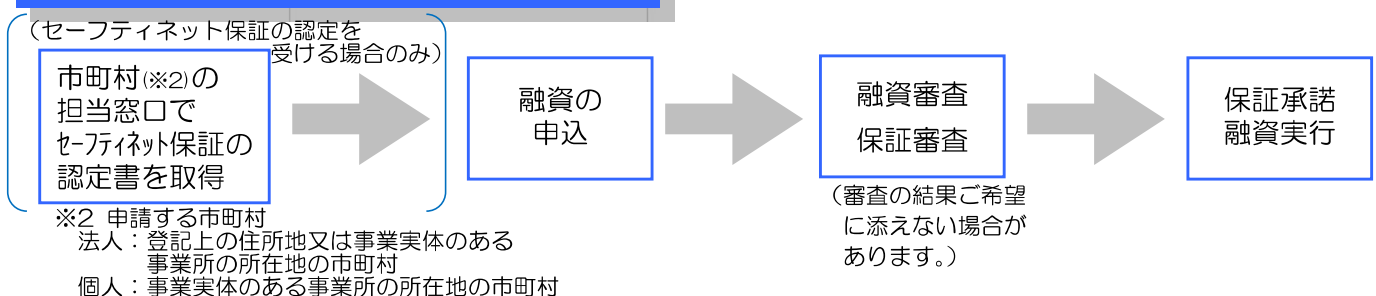 (セーフティネット保証の認定を
受ける場合のみ)
市町村(※2)の
担当窓口で
セーフティネット保証の
認定書を取得
融資の
申込
融資審査
保証審査
保証承諾
融資実行
(審査の結果ご希望
に添えない場合が
あります。)
※2 申請する市町村
法人：登記上の住所地又は事業実体のある
事業所の所在地の市町村
個人：事業実体のある事業所の所在地の市町村